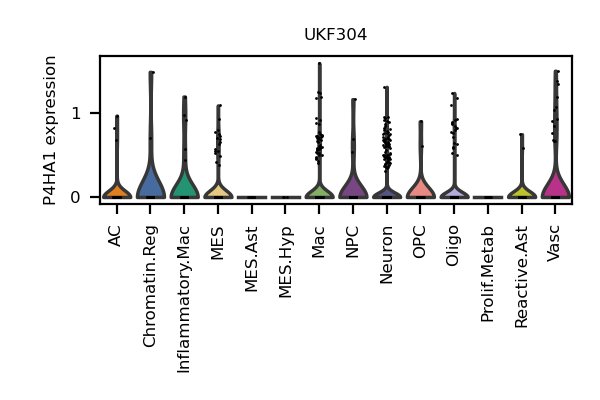 UKF304
P4HA1 expression
1
0
AC
Chromatin.Reg
Inflammatory.Mac
MES
MES.Ast
MES.Hyp
Mac
NPC
Neuron
OPC
Oligo
Prolif.Metab
Reactive.Ast
Vasc